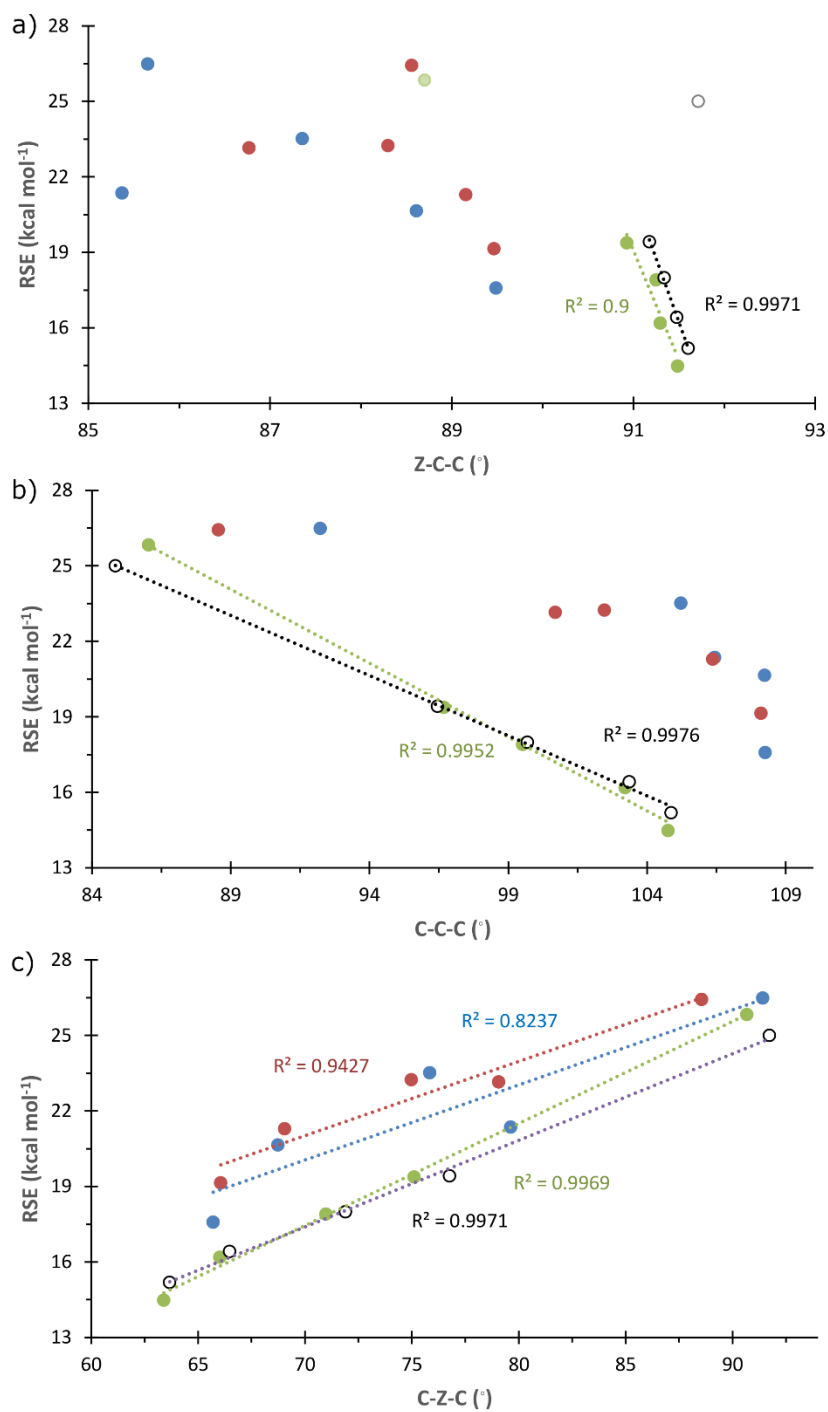 a)
28
25
22
19
16
13
RSE (kcal mol⁻¹)
R² = 0.9
R² = 0.9971
85
87
89
91
93
Z-C-C (°)
b)
28
25
22
19
16
13
RSE (kcal mol⁻¹)
R² = 0.9952
R² = 0.9976
84
89
94
99
104
109
C-C-C (°)
c)
28
25
22
19
16
13
RSE (kcal mol⁻¹)
R² = 0.8237
R² = 0.9427
R² = 0.9969
R² = 0.9971
60
65
70
75
80
85
90
C-Z-C (°)